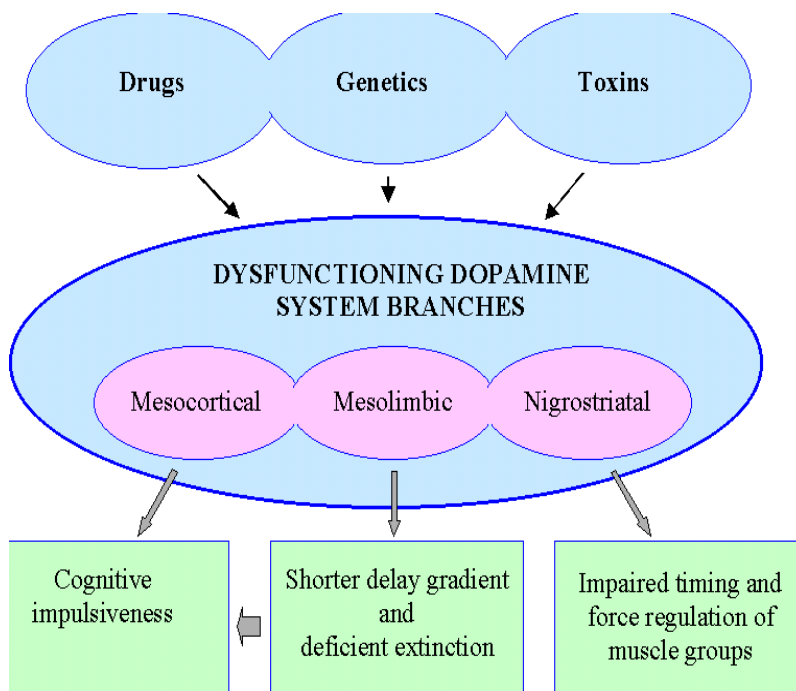 Drugs
Genetics
Toxins
DYSFUNCTIONING DOPAMINE
SYSTEM BRANCHES
Mesocortical
Mesolimbic
Nigrostriatal
Cognitive
impulsiveness
Shorter delay gradient
and
deficient extinction
Impaired timing and
force regulation of
muscle groups